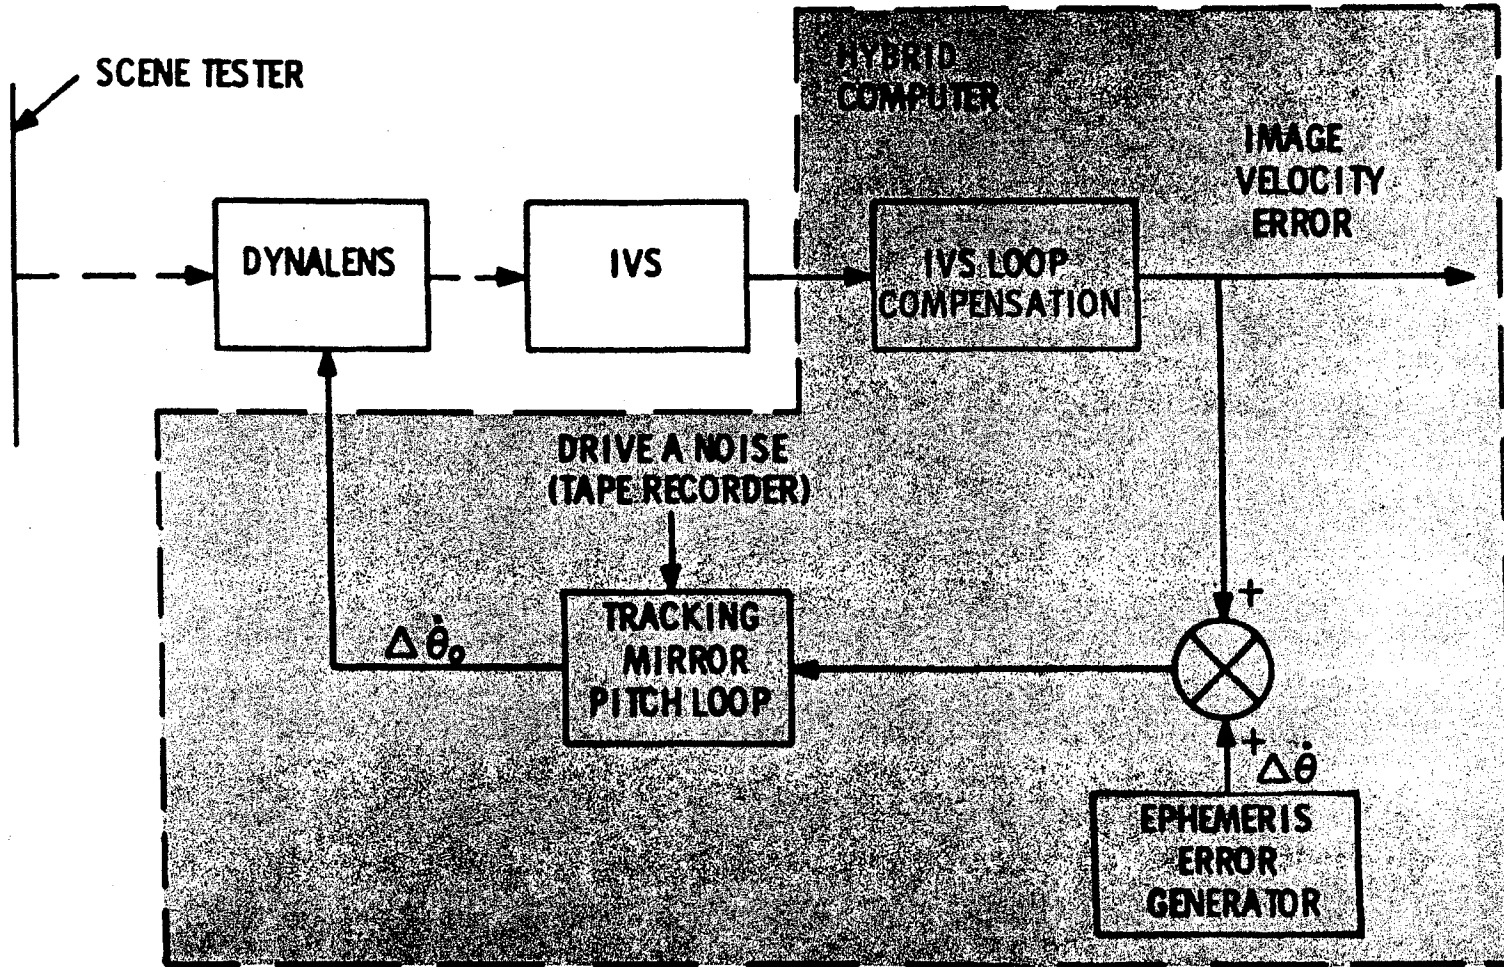 SCENE TESTER
HYBRID
COMPUTER
IMAGE
VELOCITY
ERROR
DYNALENS
IVS
IVS LOOP
COMPENSATION
DRIVE A NOISE
(TAPE RECORDER)
+
TRACKING
MIRROR
PITCH LOOP
Δθ̇₀
+
Δθ̇
EPHEMERIS
ERROR
GENERATOR